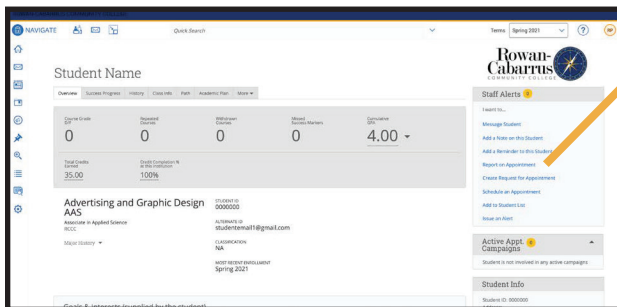 NAVIGATE
Quick Search
Terms
Spring 2021
?
Rowan-
Cabarrus
COMMUNITY COLLEGE
Student Name
Overview Success Progress History Class Info Path Academic Plan More
Course Grade
D/F
0
Repeated
Courses
0
Withdrawn
Courses
0
Missed
Success Markers
0
Cumulative
GPA
4.00
Total Credits
Earned
35.00
Credit Completion %
at this Institution
100%
Advertising and Graphic Design
AAS
Associate in Applied Science
RCCC
Major History
STUDENT ID
0000000
ALTERNATE ID
studentemail1@gmail.com
CLASSIFICATION
NA
MOST RECENT ENROLLMENT
Spring 2021
Goals & Interests (supplied by the student)
Staff Alerts
I want to...
Message Student
Add a Note on this Student
Add a Reminder to this Student
Report on Appointment
Create Request for Appointment
Schedule an Appointment
Add to Student List
Issue an Alert
Active Appt.
Campaigns
Student is not involved in any active campaigns
Student Info
Student ID: 0000000